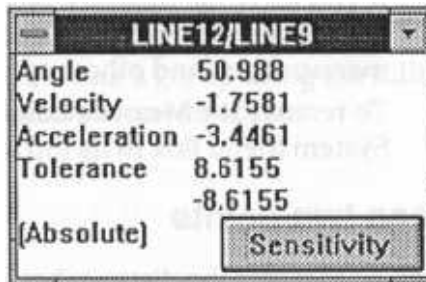 LINE12/LINE9
Angle 50.988
Velocity -1.7581
Acceleration -3.4461
Tolerance 8.6155
-8.6155
(Absolute)
Sensitivity